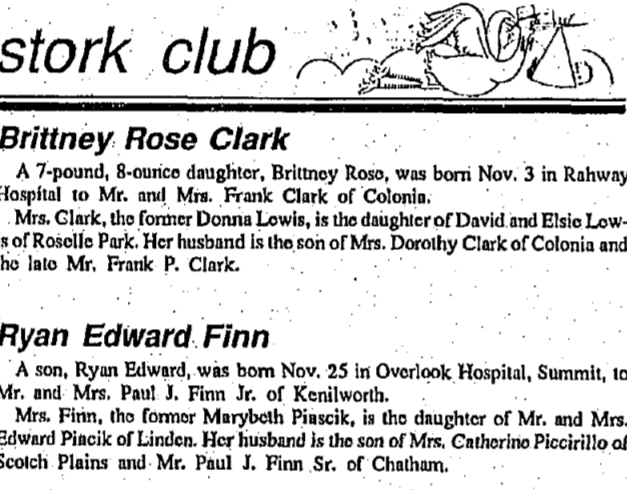 stork club
Brittney Rose Clark
A 7-pound, 8-ounce daughter, Brittney Rose, was born Nov. 3 in Rahway
Hospital to Mr. and Mrs. Frank Clark of Colonia.
Mrs. Clark, the former Donna Lewis, is the daughter of David and Elsie Lew-
is of Roselle Park. Her husband is the son of Mrs. Dorothy Clark of Colonia and
the late Mr. Frank P. Clark.
Ryan Edward Finn
A son, Ryan Edward, was born Nov. 25 in Overlook Hospital, Summit, to
Mr. and Mrs. Paul J. Finn Jr. of Kenilworth.
Mrs. Finn, the former Marybeth Piascik, is the daughter of Mr. and Mrs.
Edward Piacik of Linden. Her husband is the son of Mrs. Catherine Piccirillo of
Scotch Plains and Mr. Paul J. Finn Sr. of Chatham.